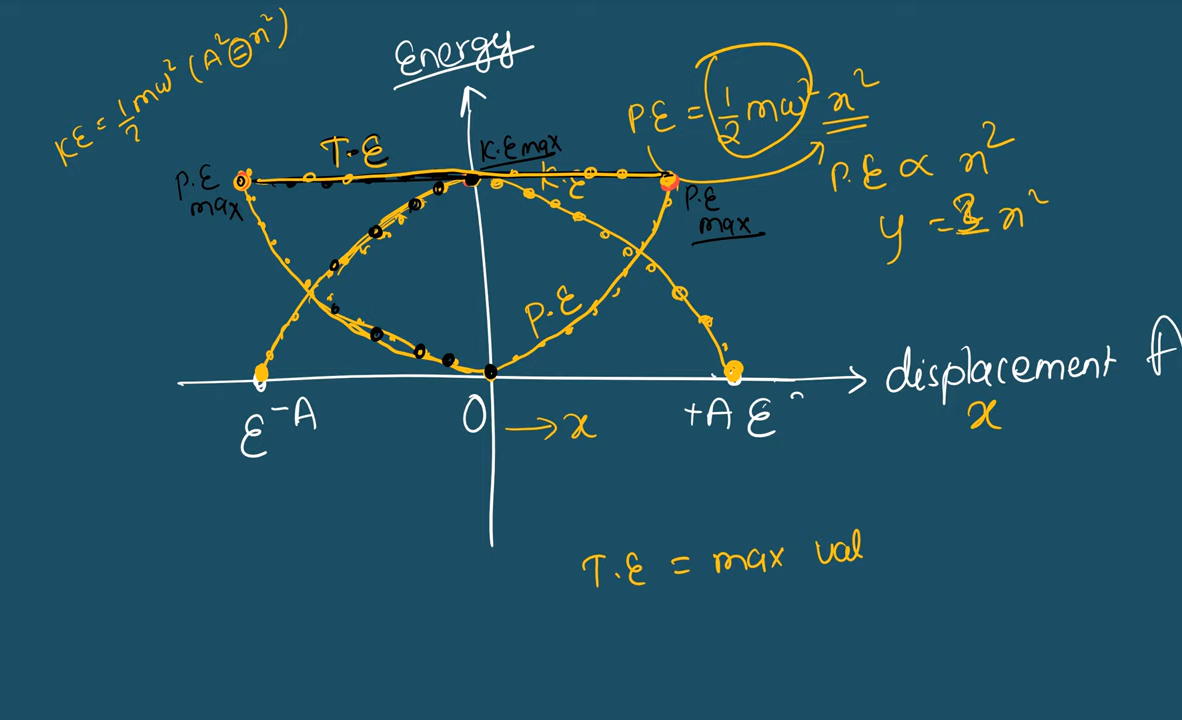 Energy
KE = 1/2 mω² (A² = x²)
P.E = 1/2 mω² x²
T.E
K.E max
K.E
P.E max
P.E max
P.E ∝ x²
y = x²
P.E
displacement
x
E -A
O
→ x
+A E
T.E = max val